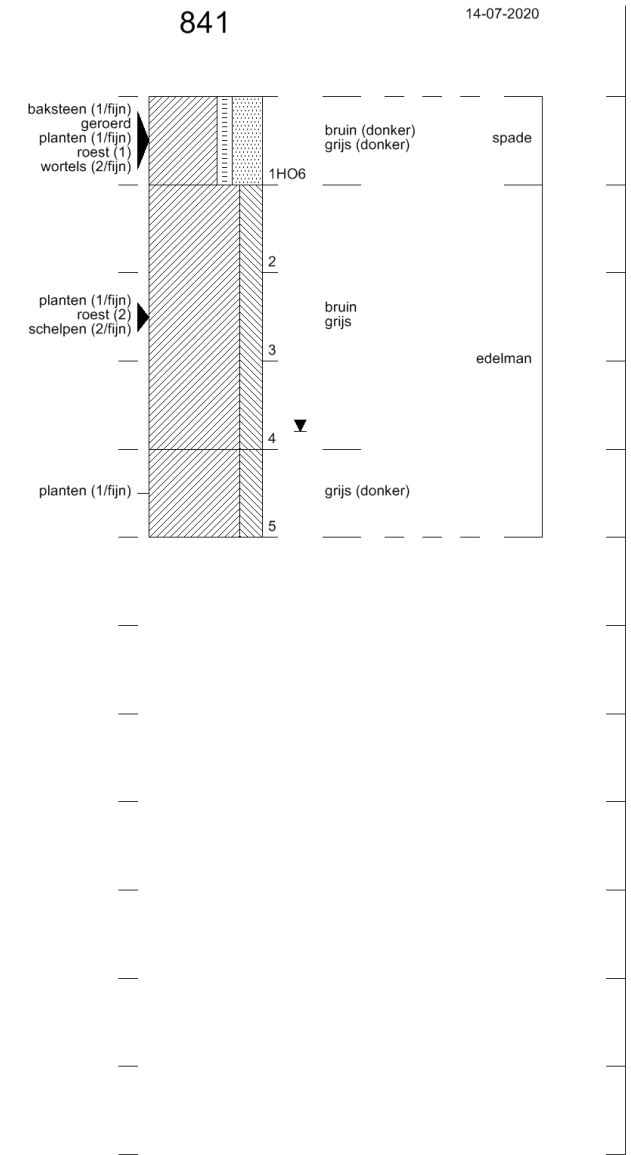 841
14-07-2020
baksteen (1/fijn)
geroerd
planten (1/fijn)
roest (1)
wortels (2/fijn)
bruin (donker)
grijs (donker)
spade
1HO6
2
planten (1/fijn)
roest (2)
schelpen (2/fijn)
bruin
grijs
3
edelman
4
planten (1/fijn)
grijs (donker)
5